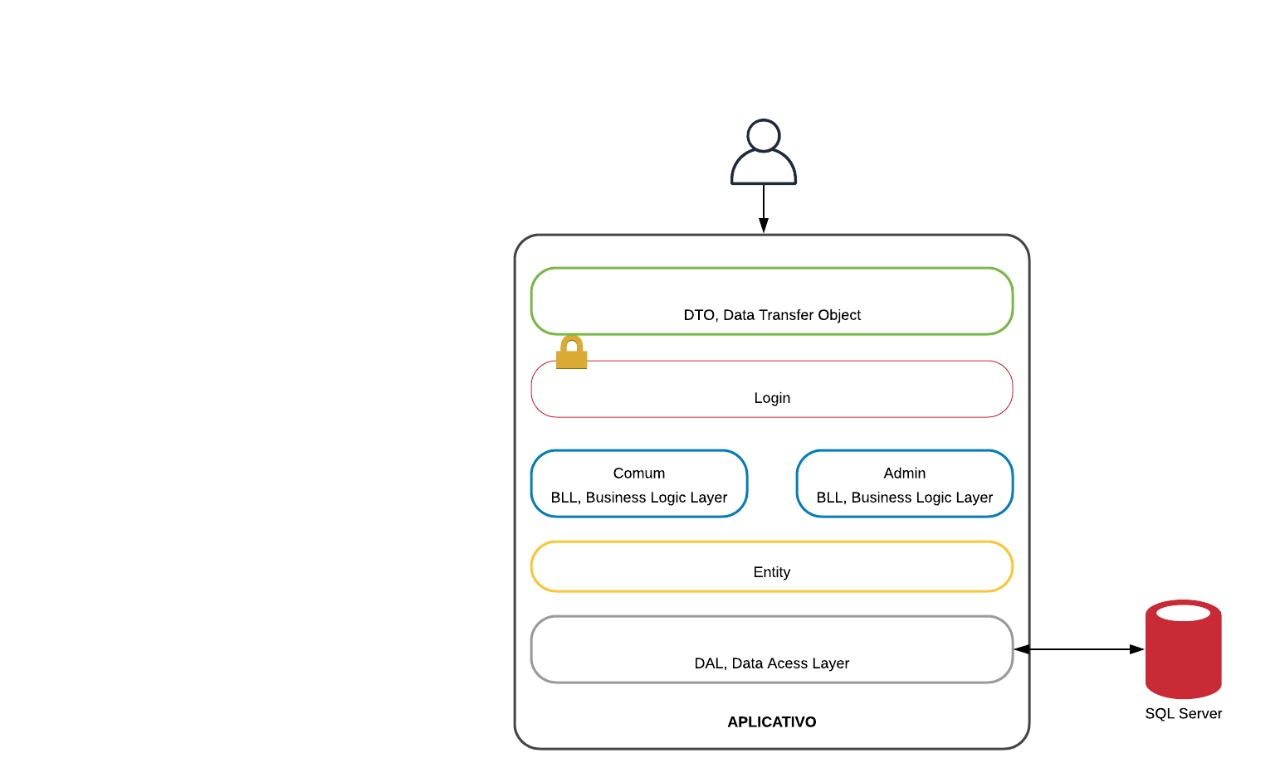 DTO, Data Transfer Object
Login
Comum
BLL, Business Logic Layer
Admin
BLL, Business Logic Layer
Entity
DAL, Data Acess Layer
APLICATIVO
SQL Server